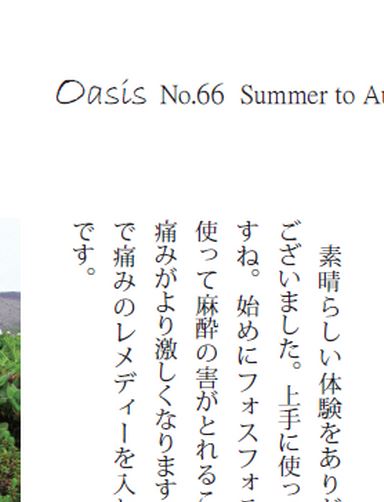 Oasis No.66 Summer to Au
素晴らしい体験をありが
ございました。上手に使っ
すね。始めにフォスフォ
使って麻酔の害がとれるこ
痛みがより激しくなります
で痛みのレメディーを入
です。